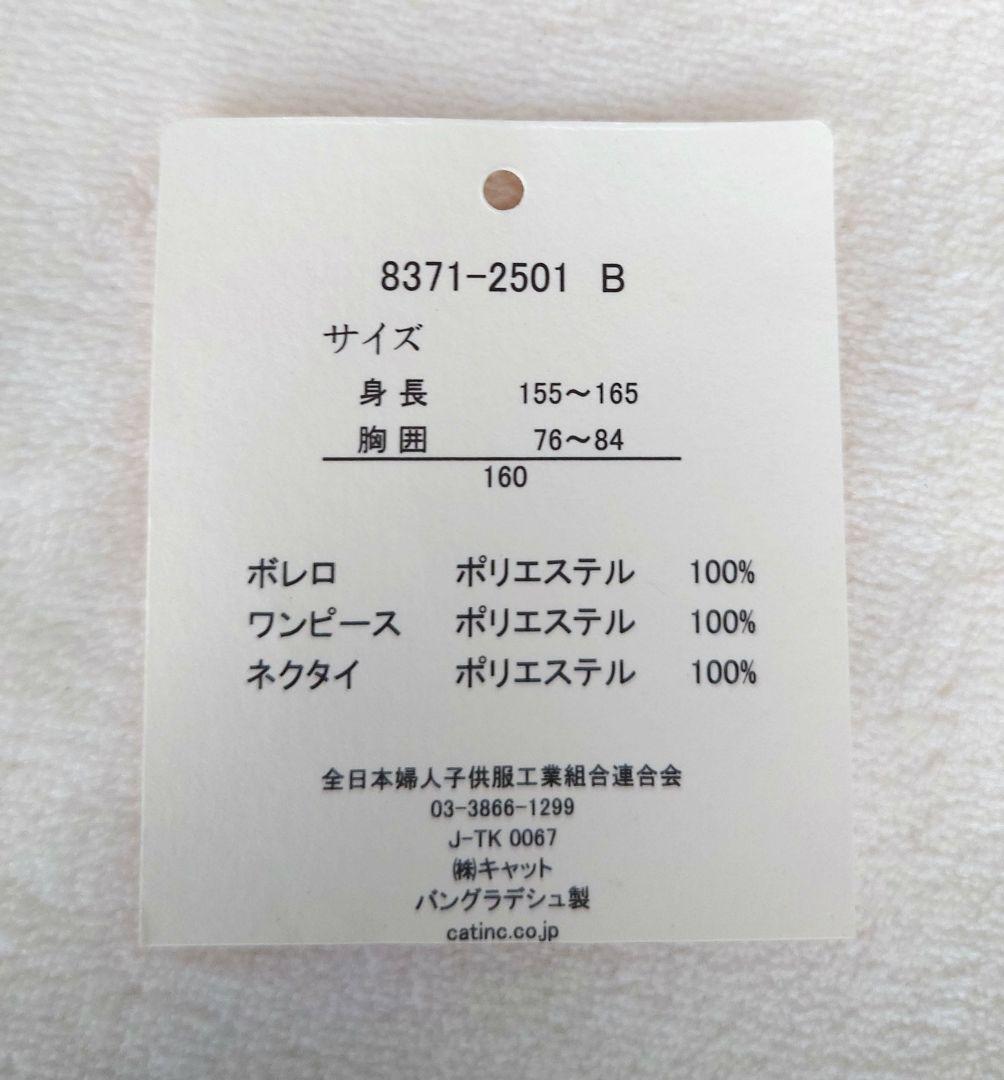 8371-2501 B
サイズ
身長 155～165
胸囲 76～84
160
ボレロ ポリエステル 100%
ワンピース ポリエステル 100%
ネクタイ ポリエステル 100%
全日本婦人子供服工業組合連合会
03-3866-1299
J-TK 0067
㈱キャット
バングラデシュ製
catinc.co.jp